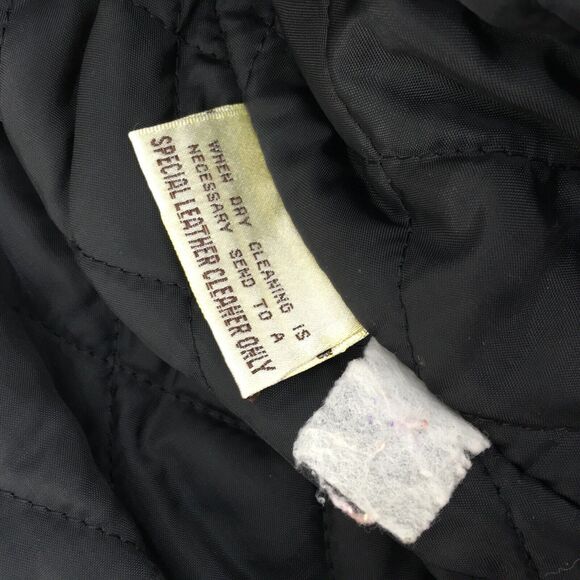 WHEN DRY CLEANING IS
NECESSARY SEND TO A
SPECIAL LEATHER CLEANER ONLY